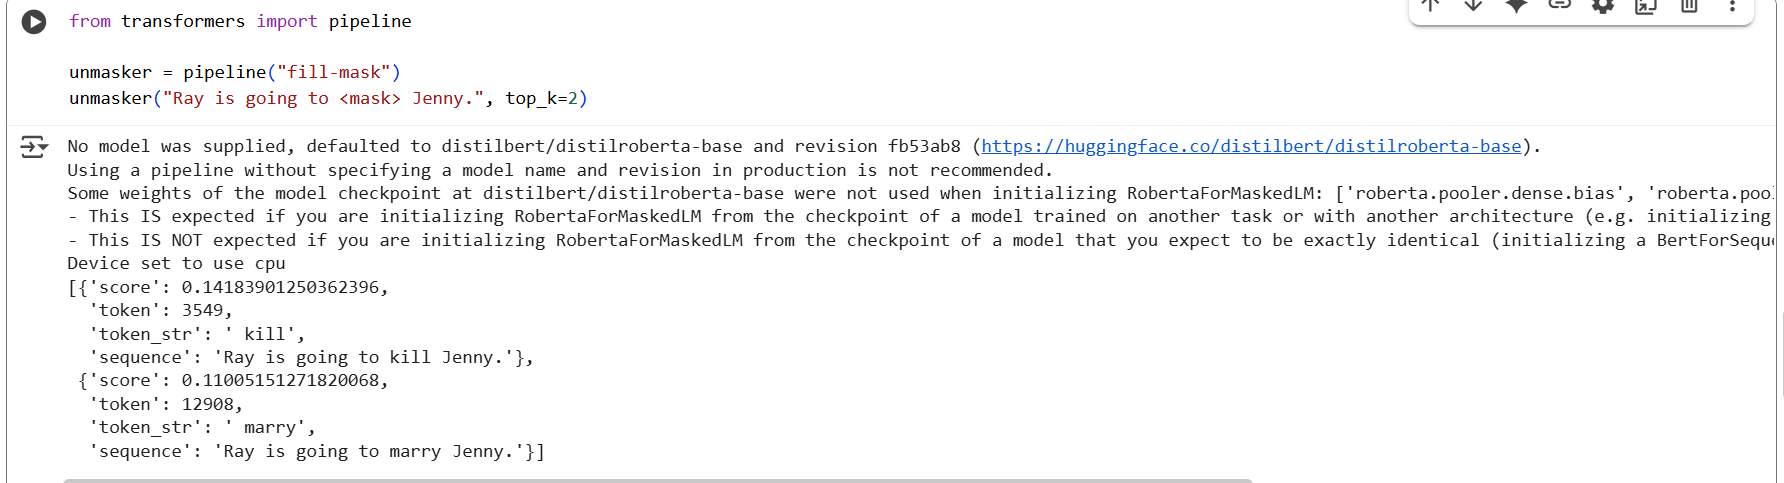 from transformers import pipeline
unmasker = pipeline("fill-mask")
unmasker("Ray is going to <mask> Jenny.", top_k=2)
No model was supplied, defaulted to distilbert/distilroberta-base and revision fb53ab8 (https://huggingface.co/distilbert/distilroberta-base).
Using a pipeline without specifying a model name and revision in production is not recommended.
Some weights of the model checkpoint at distilbert/distilroberta-base were not used when initializing RobertaForMaskedLM: ['roberta.pooler.dense.bias', 'roberta.poo
- This IS expected if you are initializing RobertaForMaskedLM from the checkpoint of a model trained on another task or with another architecture (e.g. initializing
- This IS NOT expected if you are initializing RobertaForMaskedLM from the checkpoint of a model that you expect to be exactly identical (initializing a BertForSequ
Device set to use cpu
[{'score': 0.14183901250362396,
'token': 3549,
'token_str': ' kill',
'sequence': 'Ray is going to kill Jenny.'},
{'score': 0.11005151271820068,
'token': 12908,
'token_str': ' marry',
'sequence': 'Ray is going to marry Jenny.'}]